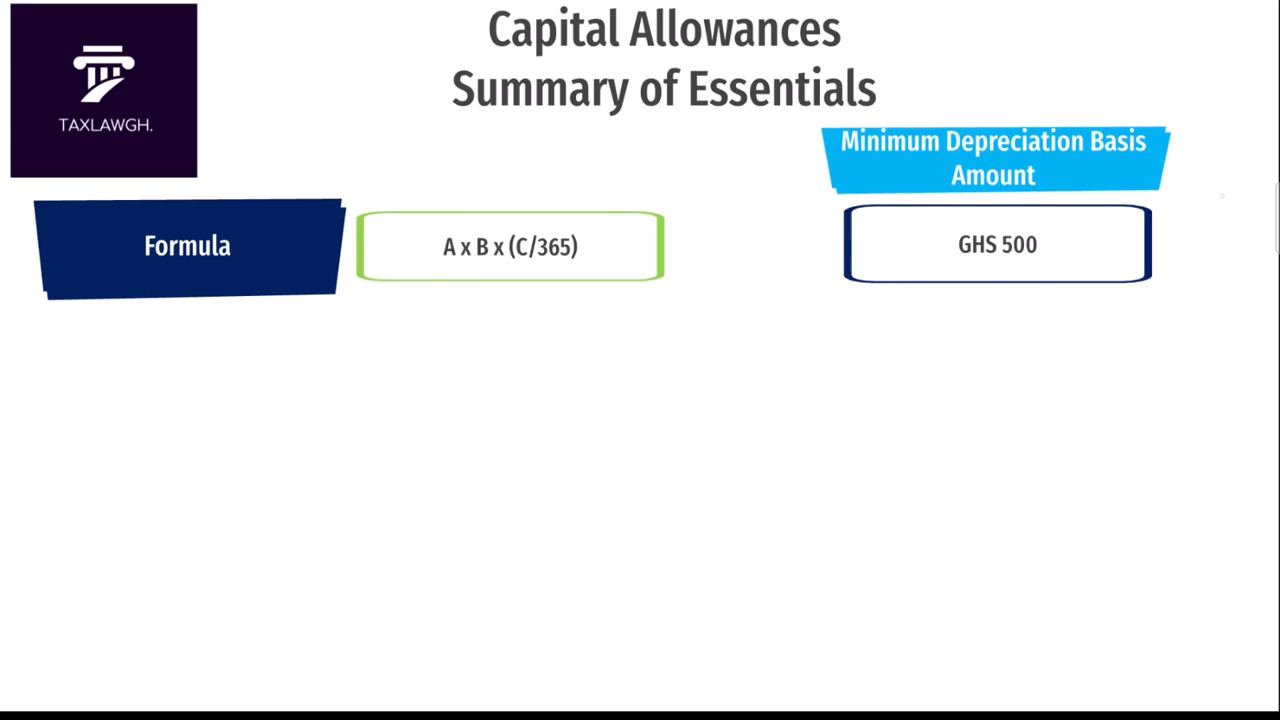 Capital Allowances
Summary of Essentials
TAXLAWGH.
Minimum Depreciation Basis
Amount
Formula
A x B x (C/365)
GHS 500